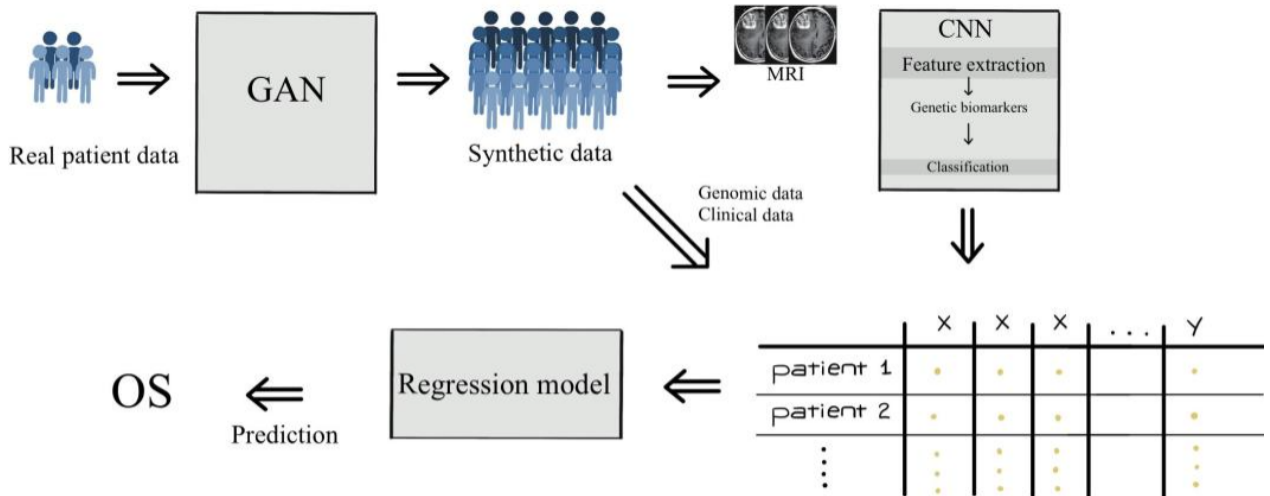 Real patient data
GAN
Synthetic data
MRI
CNN
Feature extraction
Genetic biomarkers
Classification
Genomic data
Clinical data
X X X .... Y
patient 1
patient 2
Regression model
Prediction
OS